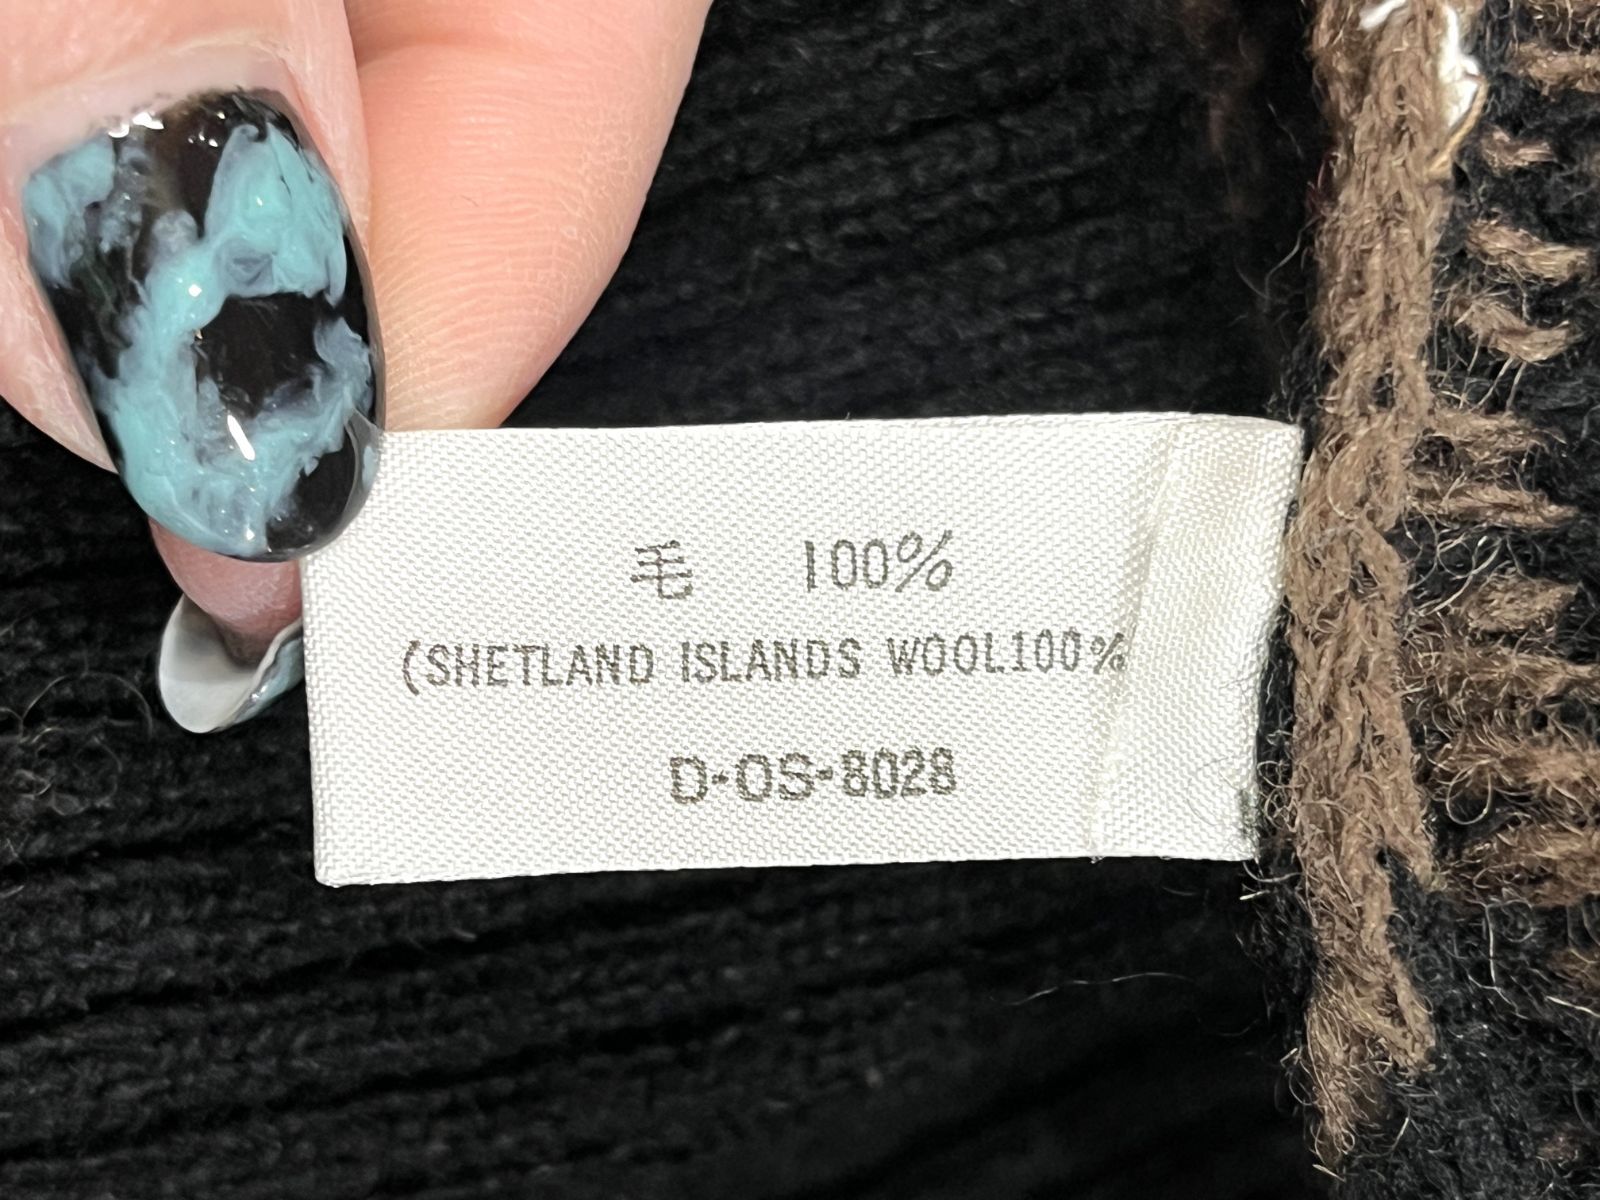 毛 100%
(SHETLAND ISLANDS WOOL100%
D-OS-8028